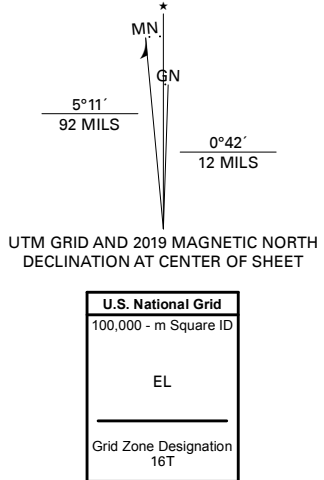 ★
MN
GN
5°11´
92 MILS
0°42´
12 MILS
UTM GRID AND 2019 MAGNETIC NORTH
DECLINATION AT CENTER OF SHEET
U.S. National Grid
100,000 - m Square ID
EL
Grid Zone Designation
16T